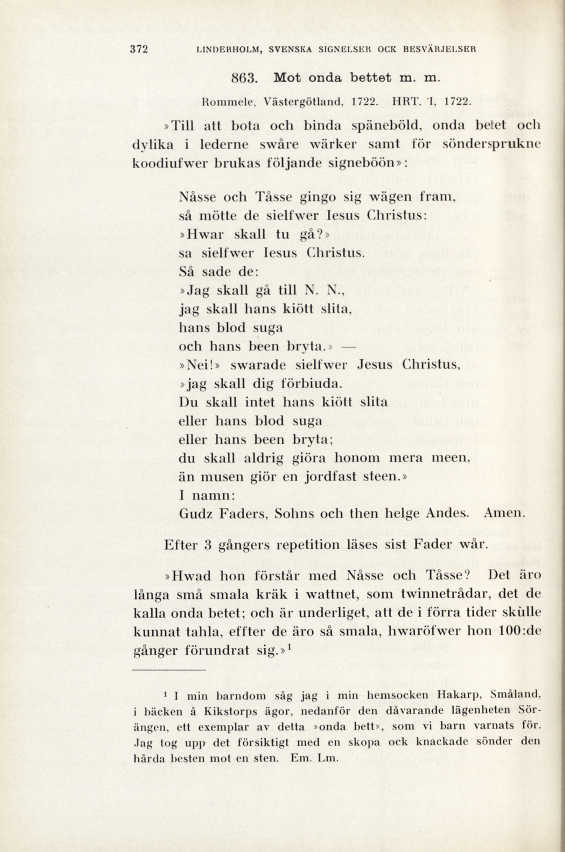 372 LINDERHOLM, SVENSKA SIGNELSER OCK BESVÄRJELSER
863. Mot onda bettet m. m.
Rommele, Västergötland, 1722. HRT. 1, 1722.
»Till att bota och binda späneböld, onda betet och
dylika i lederne swåre wärker samt för söndersprukne
koodiufwer brukas följande signeböön»:
Nåsse och Tåsse gingo sig wägen fram,
så mötte de sielfwer Iesus Christus:
»Hwar skall tu gå?»
sa sielfwer Iesus Christus.
Så sade de:
»Jag skall gå till N. N.,
jag skall hans kiött slita,
hans blod suga
och hans been bryta.» —
»Nei!» swarade sielfwer Jesus Christus,
»jag skall dig förbiuda.
Du skall intet hans kiött slita
eller hans blod suga
eller hans been bryta;
du skall aldrig giöra honom mera meen,
än musen giör en jordfast steen.»
I namn:
Gudz Faders, Sohns och then helge Andes. Amen.
Efter 3 gångers repetition läses sist Fader wår.
»Hwad hon förstår med Nåsse och Tåsse? Det äro
långa små smala kräk i wattnet, som twinnetrådar, det de
kalla onda betet; och är underliget, att de i förra tider skulle
kunnat tahla, effter de äro så smala, hwaröfwer hon 100:de
gånger förundrat sig.»¹
¹ I min barndom såg jag i min hemsocken Hakarp, Småland,
i bäcken å Kikstorps ägor, nedanför den dåvarande lägenheten Sör-
ängen, ett exemplar av detta »onda bett», som vi barn varnats för.
Jag tog upp det försiktigt med en skopa ock knackade sönder den
hårda besten mot en sten. Em. Lm.